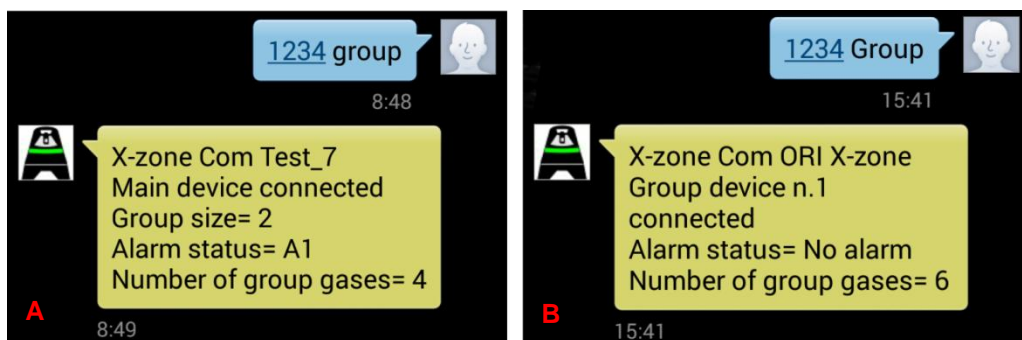 1234 group
8:48
X-zone Com Test_7
Main device connected
Group size= 2
Alarm status= A1
Number of group gases= 4
A
8:49
1234 Group
15:41
X-zone Com ORI X-zone
Group device n.1
connected
Alarm status= No alarm
Number of group gases= 6
B
15:41